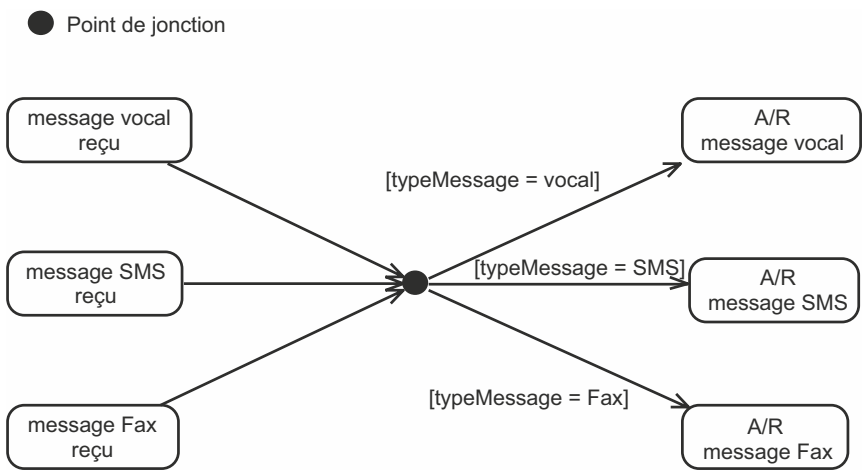 Point de jonction
message vocal
reçu
A/R
message vocal
[typeMessage = vocal]
message SMS
reçu
[typeMessage = SMS]
A/R
message SMS
[typeMessage = Fax]
message Fax
reçu
A/R
message Fax